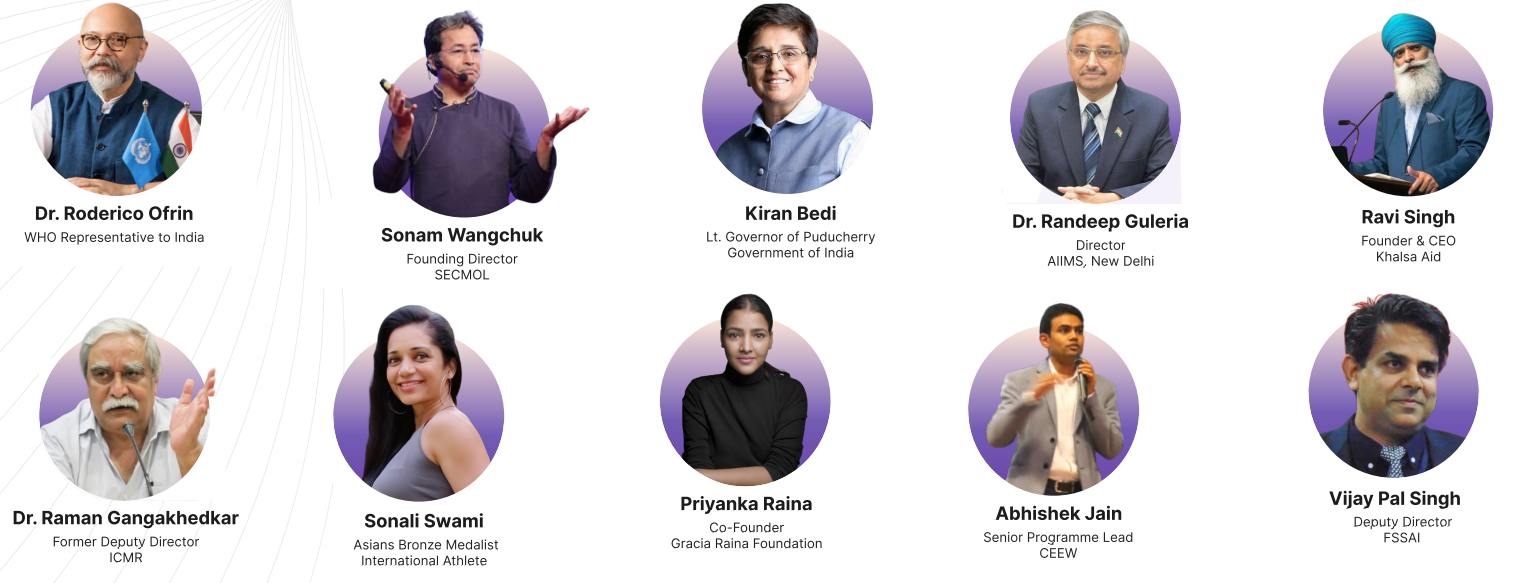 Dr. Roderico Ofrin
WHO Representative to India
Sonam Wangchuk
Founding Director
SECMOL
Kiran Bedi
Lt. Governor of Puducherry
Government of India
Dr. Randeep Guleria
Director
AIIMS, New Delhi
Ravi Singh
Founder & CEO
Khalsa Aid
Dr. Raman Gangakhedkar
Former Deputy Director
ICMR
Sonali Swami
Asians Bronze Medalist
International Athlete
Priyanka Raina
Co-Founder
Gracia Raina Foundation
Abhishek Jain
Senior Programme Lead
CEEW
Vijay Pal Singh
Deputy Director
FSSAI